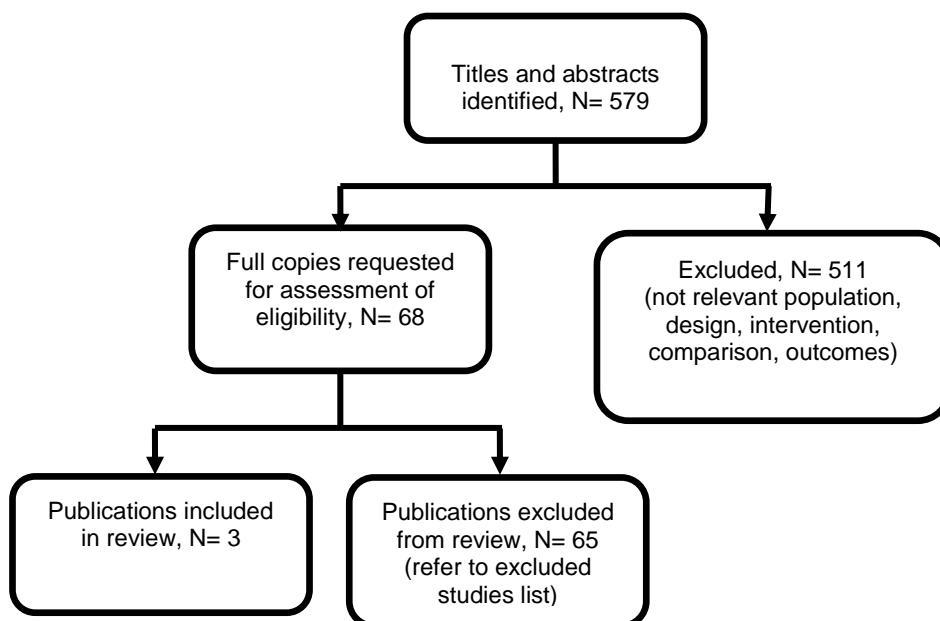 Titles and abstracts
identified, N= 579
Full copies requested
for assessment of
eligibility, N= 68
Excluded, N= 511
(not relevant population,
design, intervention,
comparison, outcomes)
Publications included
in review, N= 3
Publications excluded
from review, N= 65
(refer to excluded
studies list)